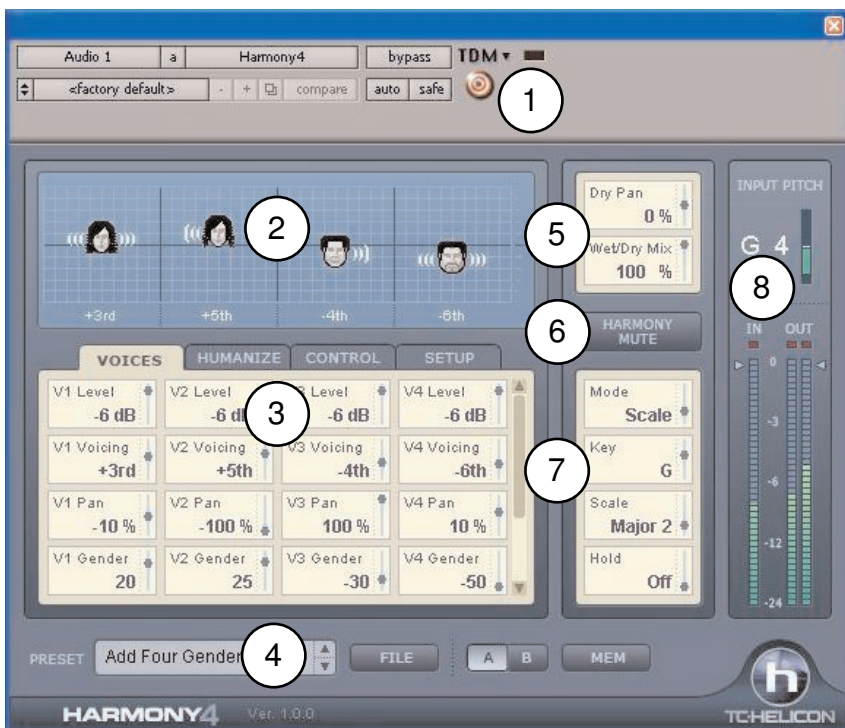 Audio 1 a Harmony4 bypass TDM
<factory default> - + compare auto safe
1
2
+3rd +5th -4th -6th
VOICES HUMANIZE CONTROL SETUP
V1 Level V2 Level Level V4 Level
-6 dB -6 -6 dB -6 dB
3
V1 Voicing V2 Voicing V3 Voicing V4 Voicing
+3rd +5th -4th -6th
V1 Pan V2 Pan V3 Pan V4 Pan
-10 % -100 % 100 % 10 %
V1 Gender V2 Gender V3 Gender V4 Gender
20 25 -30 -50
Dry Pan
0 %
5
Wet/Dry Mix
100 %
6
HARMONY
MUTE
Mode
Scale
Key
G
7
Scale
Major 2
Hold
Off
INPUT PITCH
G 4
8
IN OUT
0
-3
-6
-12
-24
PRESET Add Four Gender 4 FILE A B MEM
HARMONY4 Ver. 1.0.0
h
TC·HELICON